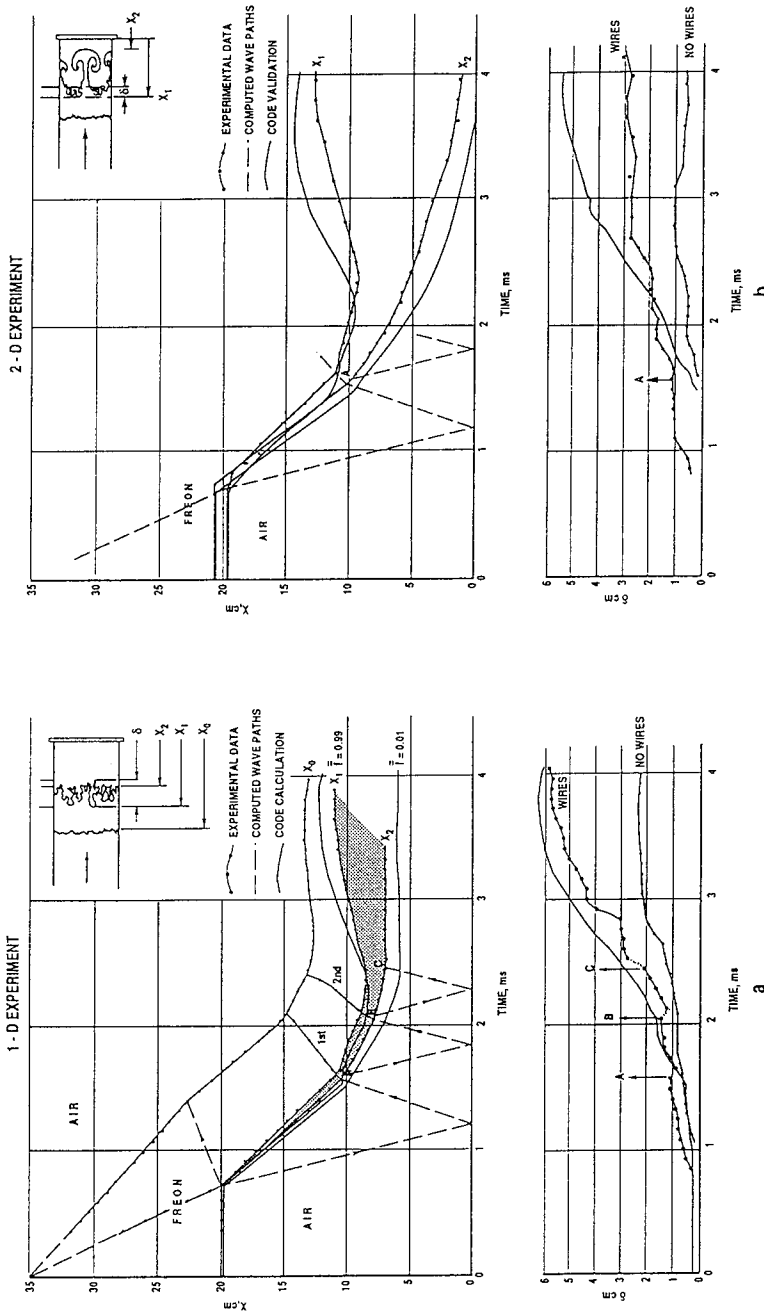 1-D EXPERIMENT
AIR
FREON
AIR
1st
2nd
A
B
C
δ
X₂
X₁
X₀
EXPERIMENTAL DATA
COMPUTED WAVE PATHS
CODE CALCULATION
X₀
X₁ f̄ = 0.99
X₂
f̄ = 0.01
X, cm
35
30
25
20
15
10
5
0
0 1 2 3 4
TIME, ms
WIRES
NO WIRES
A
B
C
δ cm
6
5
4
3
2
1
0
0 1 2 3 4
TIME, ms
a
2-D EXPERIMENT
FREON
AIR
A
X₂
δ
X₁
EXPERIMENTAL DATA
COMPUTED WAVE PATHS
CODE VALIDATION
X₁
X₂
X, cm
35
30
25
20
15
10
5
0
0 1 2 3 4
TIME, ms
WIRES
NO WIRES
A
δ cm
6
5
4
3
2
1
0
0 1 2 3 4
TIME, ms
b